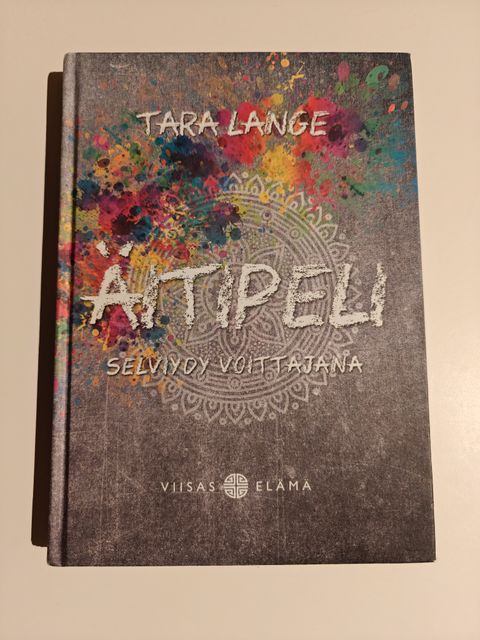 TARA LANGE
ÄITIPELI
SELVIYDY VOITTAJANA
VIISAS ELÄMÄ